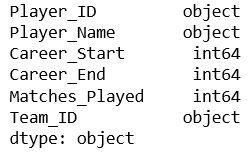 Player_ID object
Player_Name object
Career_Start int64
Career_End int64
Matches_Played int64
Team_ID object
dtype: object